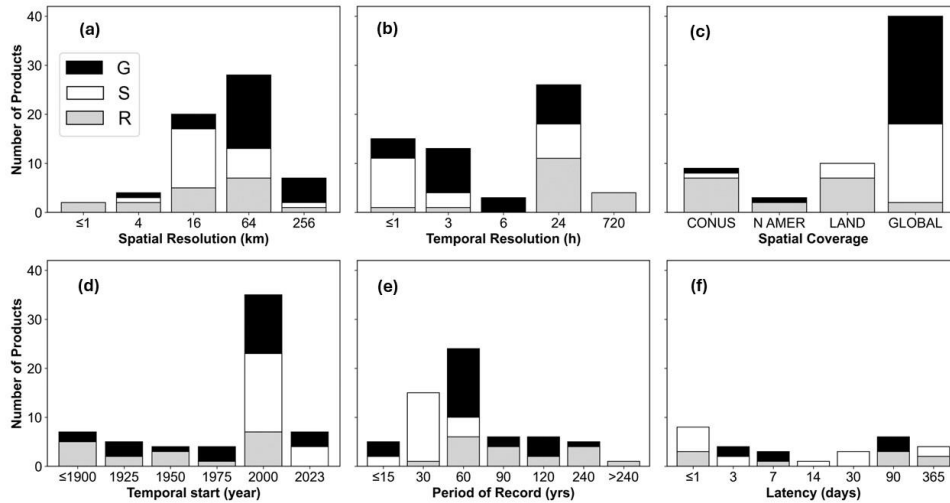 (a)
G
S
R
Number of Products
40
30
20
10
0
≤1 4 16 64 256
Spatial Resolution (km)
(b)
≤1 3 6 24 720
Temporal Resolution (h)
(c)
CONUS N AMER LAND GLOBAL
Spatial Coverage
(d)
Number of Products
40
30
20
10
0
≤1900 1925 1950 1975 2000 2023
Temporal start (year)
(e)
≤15 30 60 90 120 240 >240
Period of Record (yrs)
(f)
≤1 3 7 14 30 90 365
Latency (days)